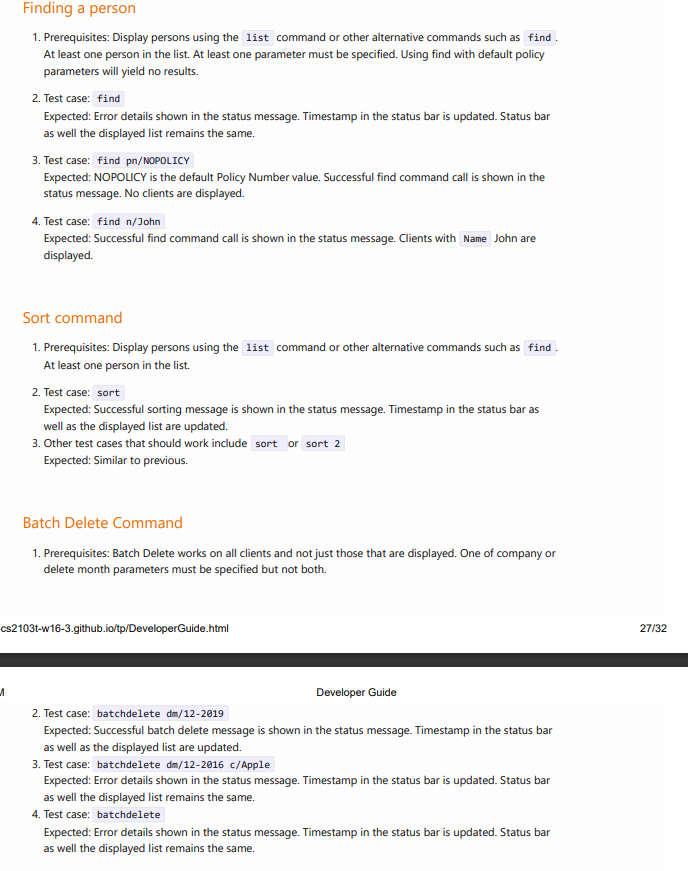 Finding a person
1. Prerequisites: Display persons using the list command or other alternative commands such as find .
At least one person in the list. At least one parameter must be specified. Using find with default policy
parameters will yield no results.
2. Test case: find
Expected: Error details shown in the status message. Timestamp in the status bar is updated. Status bar
as well the displayed list remains the same.
3. Test case: find pn/NOPOLICY
Expected: NOPOLICY is the default Policy Number value. Successful find command call is shown in the
status message. No clients are displayed.
4. Test case: find n/John
Expected: Successful find command call is shown in the status message. Clients with Name John are
displayed.
Sort command
1. Prerequisites: Display persons using the list command or other alternative commands such as find .
At least one person in the list.
2. Test case: sort
Expected: Successful sorting message is shown in the status message. Timestamp in the status bar as
well as the displayed list are updated.
3. Other test cases that should work include sort or sort 2
Expected: Similar to previous.
Batch Delete Command
1. Prerequisites: Batch Delete works on all clients and not just those that are displayed. One of company or
delete month parameters must be specified but not both.
cs2103t-w16-3.github.io/tp/DeveloperGuide.html 27/32
M Developer Guide
2. Test case: batchdelete dm/12-2019
Expected: Successful batch delete message is shown in the status message. Timestamp in the status bar
as well as the displayed list are updated.
3. Test case: batchdelete dm/12-2016 c/Apple
Expected: Error details shown in the status message. Timestamp in the status bar is updated. Status bar
as well the displayed list remains the same.
4. Test case: batchdelete
Expected: Error details shown in the status message. Timestamp in the status bar is updated. Status bar
as well the displayed list remains the same.